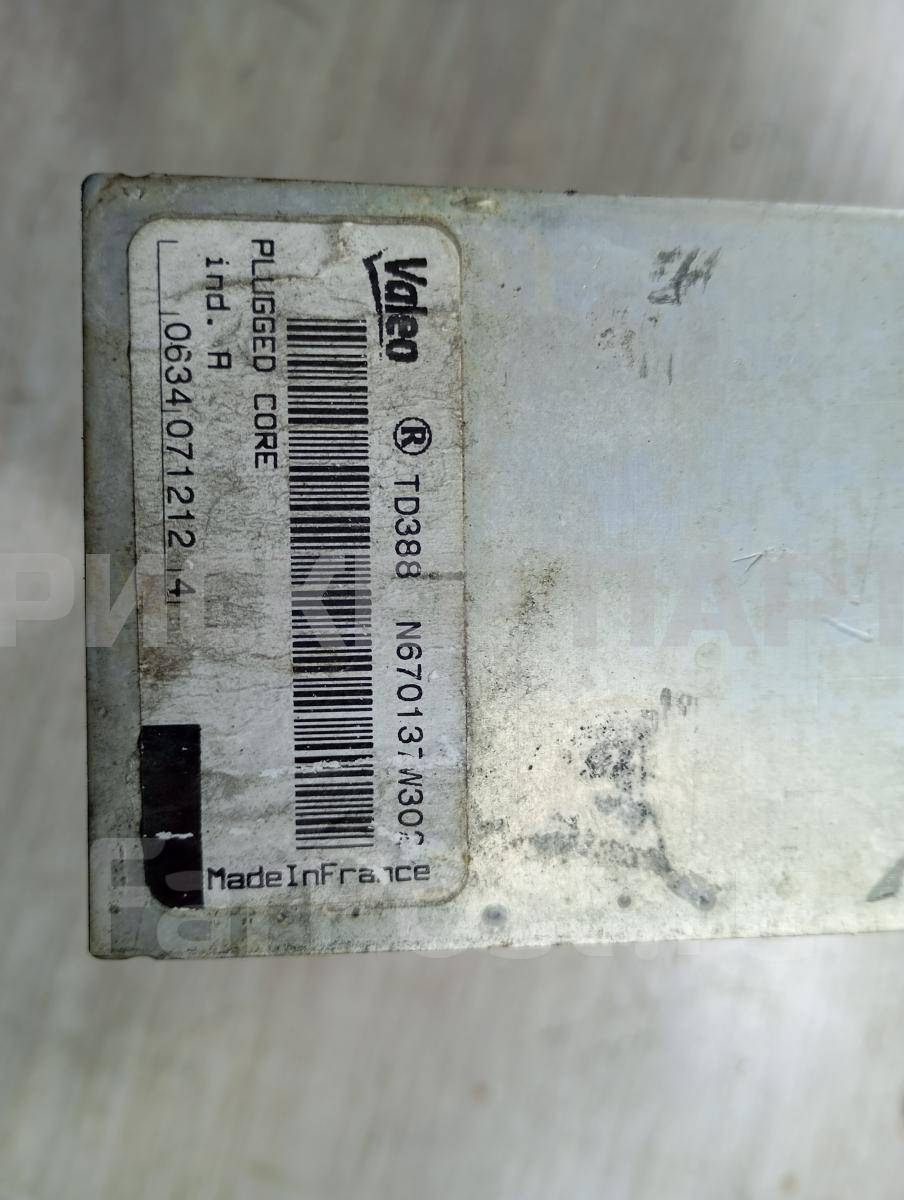 Valeo ® TD388 N670137W30
PLUGGED CORE
ind. A
0634 071212 4
MadeInFrance